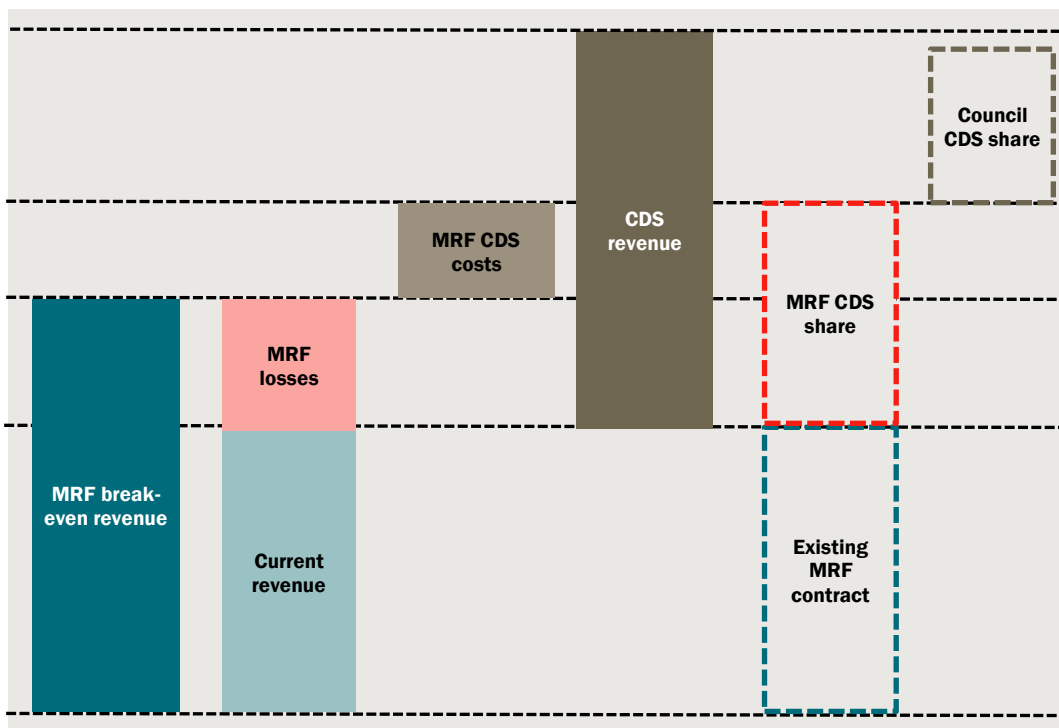 MRF break-
even revenue
MRF
losses
Current
revenue
MRF CDS
costs
CDS
revenue
MRF CDS
share
Existing
MRF
contract
Council
CDS share